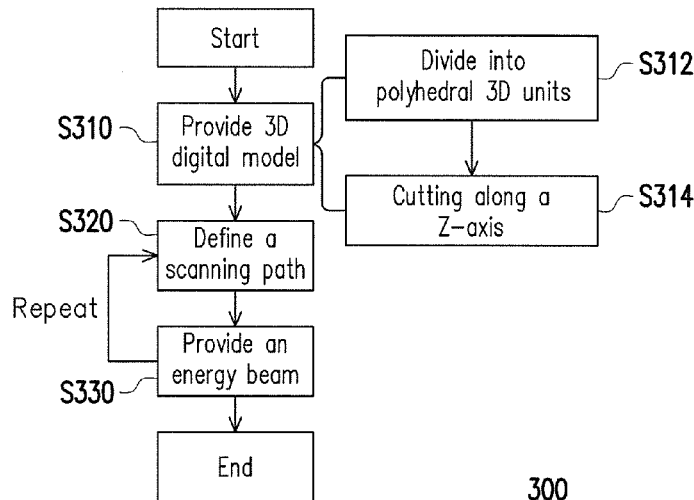 Start
S310
Provide 3D
digital model
Divide into
polyhedral 3D units
S312
Cutting along a
Z-axis
S314
S320
Define a
scanning path
Repeat
Provide an
energy beam
S330
End
300